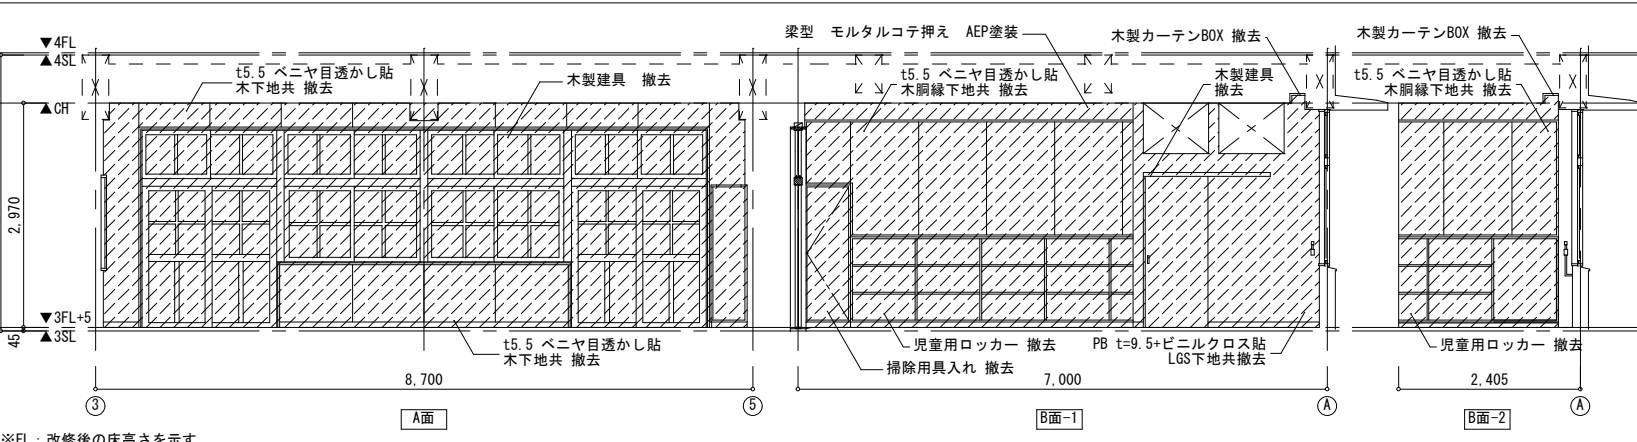 梁型 モルタルコテ押え AEP塗装
木製カーテンBOX 撤去
木製カーテンBOX 撤去
▼4FL
▲4SL
t5.5 ベニヤ目透かし貼
木下地共 撤去
木製建具 撤去
t5.5 ベニヤ目透かし貼
木胴縁下地共 撤去
木製建具
撤去
t5.5 ベニヤ目透かし貼
木胴縁下地共 撤去
▲CH
2,970
▼3FL+5
▲3SL
45
t5.5 ベニヤ目透かし貼
木下地共 撤去
児童用ロッカー 撤去
掃除用具入れ 撤去
PB t=9.5+ビニルクロス貼
LGS下地共撤去
児童用ロッカー 撤去
8,700
7,000
2,405
3
A面
5
B面-1
A
B面-2
A
※FL : 改修後の床高さを示す